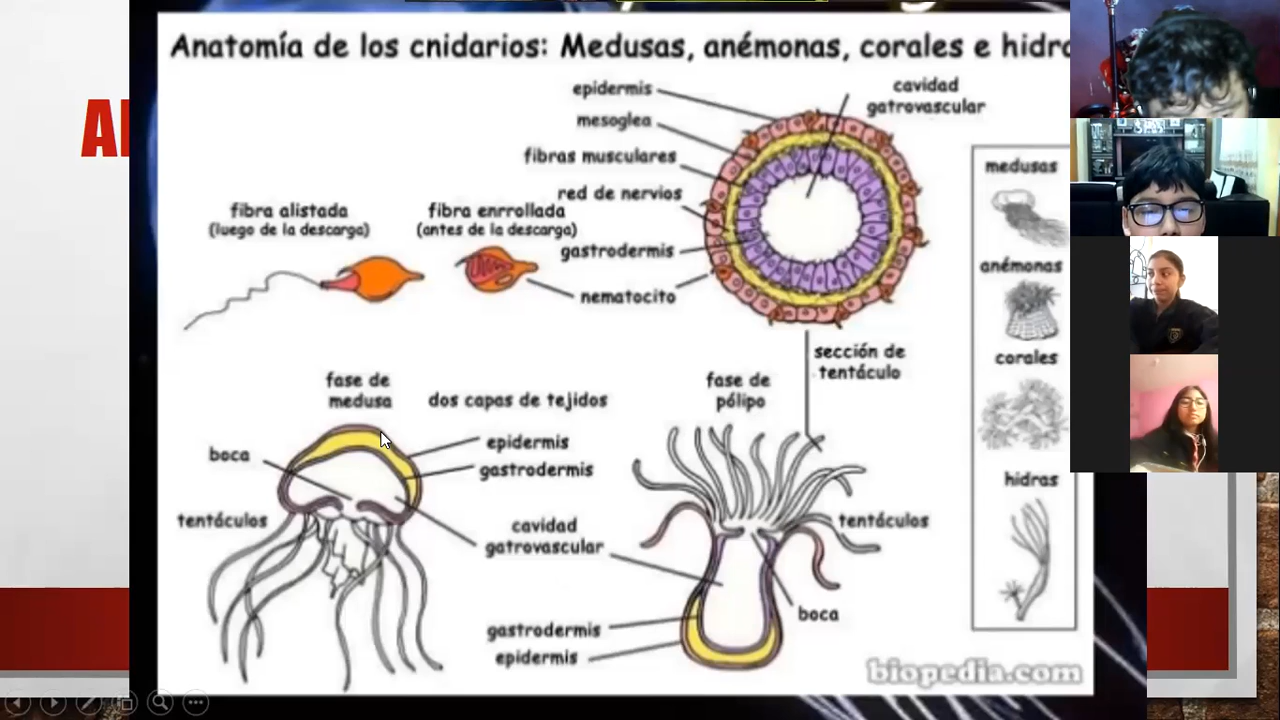 Anatomía de los cnidarios: Medusas, anémonas, corales e hidr
epidermis
cavidad
gatrovascular
mesoglea
fibras musculares
red de nervios
fibra alistada
(luego de la descarga)
fibra enrrollada
(antes de la descarga)
gastrodermis
nematocito
sección de
tentáculo
medusas
anémonas
corales
hidras
fase de
medusa
dos capas de tejidos
fase de
pólipo
boca
epidermis
gastrodermis
tentáculos
cavidad
gatrovascular
tentáculos
boca
gastrodermis
epidermis
biopedia.com